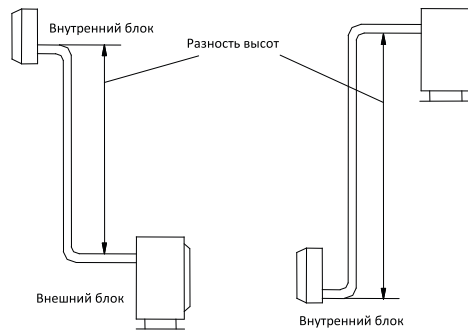 Внутренний блок
Разность высот
Внешний блок
Внутренний блок